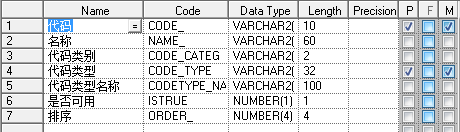 Name Code Data Type Length Precision P F M
1 代码 = CODE_ VARCHAR2( 10
2 名称 NAME_ VARCHAR2( 60
3 代码类别 CODE_CATEG VARCHAR2( 2
4 代码类型 CODE_TYPE VARCHAR2( 32
5 代码类型名称 CODETYPE_NA VARCHAR2( 100
6 是否可用 ISTRUE NUMBER(1) 1
7 排序 ORDER_ NUMBER(4) 4